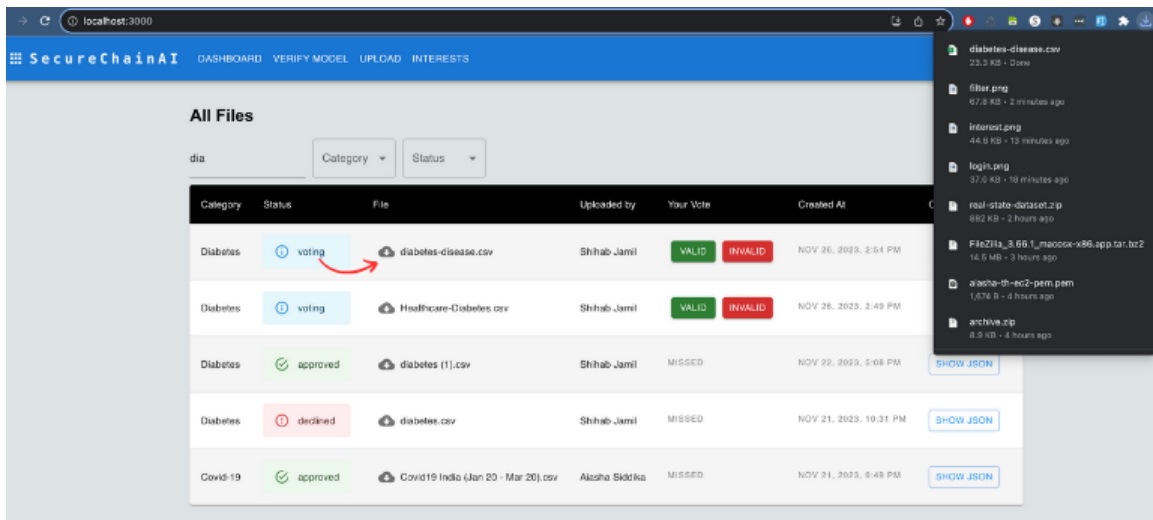 localhost:3000
SecureChainAI DASHBOARD VERIFY MODEL UPLOAD INTERESTS
All Files
dia Category Status
Category Status File Uploaded by Your Vote Created At
Diabetes voting diabetes-disease.csv Shihab Jamil VALID INVALID NOV 26, 2023, 2:54 PM
Diabetes voting Healthcare-Diabetes.csv Shihab Jamil VALID INVALID NOV 26, 2023, 2:49 PM
Diabetes approved diabetes (1).csv Shihab Jamil MISSED NOV 22, 2023, 5:08 PM SHOW JSON
Diabetes declined diabetes.csv Shihab Jamil MISSED NOV 21, 2023, 10:31 PM SHOW JSON
Covid-19 approved Covid19 India (Jan 20 - Mar 20).csv Aiasha Siddika MISSED NOV 21, 2023, 9:49 PM SHOW JSON
diabetes-disease.csv
23.3 KB • Done
filter.png
67.8 KB • 2 minutes ago
interest.png
44.6 KB • 13 minutes ago
login.png
37.0 KB • 18 minutes ago
real-state-dataset.zip
882 KB • 2 hours ago
FileZilla_3.66.1_macosx-x86.app.tar.bz2
14.5 MB • 3 hours ago
aiasha-th-ec2-pem.pem
1,674 B • 4 hours ago
archive.zip
8.9 KB • 4 hours ago